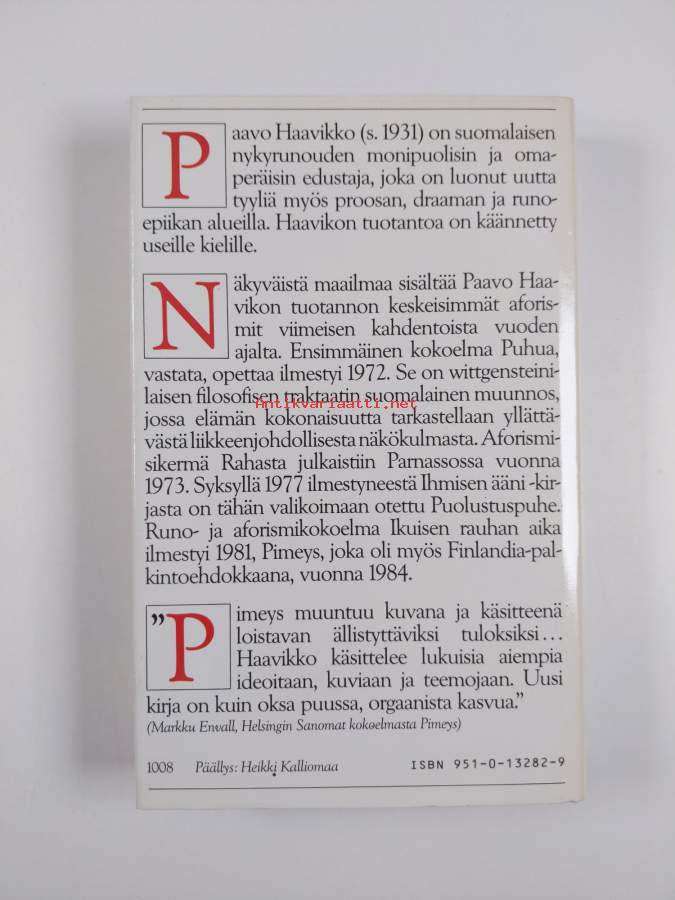 Paavo Haavikko (s. 1931) on suomalaisen
nykyrunouden monipuolisin ja oma-
peräisin edustaja, joka on luonut uutta
tyyliä myös proosan, draaman ja runo-
epiikan alueilla. Haavikon tuotantoa on käännetty
useille kielille.
Näkyväistä maailmaa sisältää Paavo Haa-
vikon tuotannon keskeisimmät aforis-
mit viimeisen kahdentoista vuoden
ajalta. Ensimmäinen kokoelma Puhua,
vastata, opettaa ilmestyi 1972. Se on wittgensteini-
laisen filosofisen traktaatin suomalainen muunnos,
Antikvariaatti.net
jossa elämän kokonaisuutta tarkastellaan yllättä-
västä liikkeenjohdollisesta näkökulmasta. Aforismi-
sikermä Rahasta julkaistiin Parnassossa vuonna
1973. Syksyllä 1977 ilmestyneestä Ihmisen ääni -kir-
jasta on tähän valikoimaan otettu Puolustuspuhe.
Runo- ja aforismikokoelma Ikuisen rauhan aika
ilmestyi 1981, Pimeys, joka oli myös Finlandia-pal-
kintoehdokkaana, vuonna 1984.
”Pimeys muuntuu kuvana ja käsitteenä
loistavan ällistyttäviksi tuloksiksi...
Haavikko käsittelee lukuisia aiempia
ideoitaan, kuviaan ja teemojaan. Uusi
kirja on kuin oksa puussa, orgaanista kasvua.”
(Markku Envall, Helsingin Sanomat kokoelmasta Pimeys)
1008 Päällys: Heikki Kalliomaa ISBN 951-0-13282-9